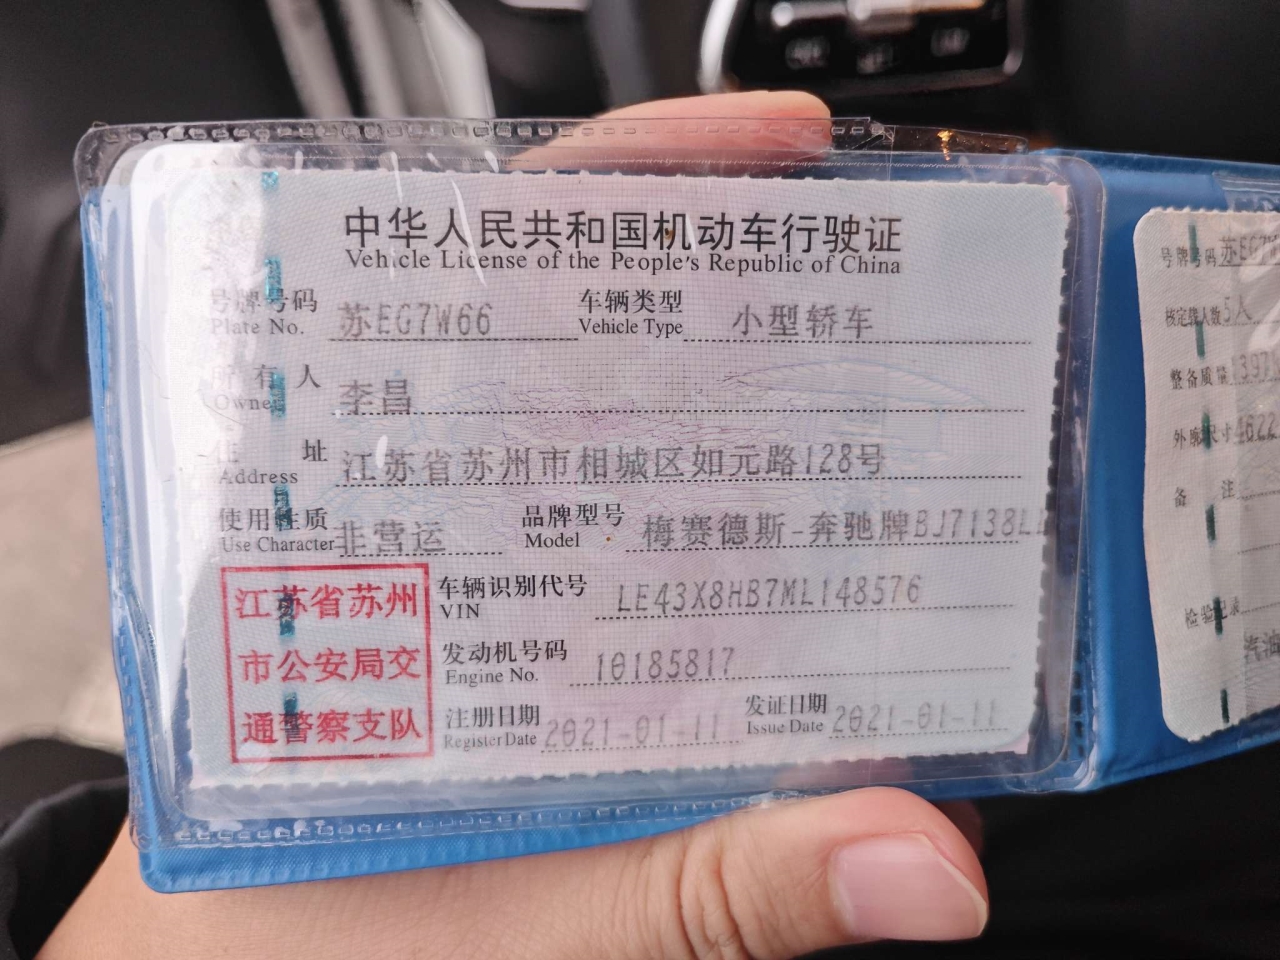 中华人民共和国机动车行驶证
Vehicle License of the People's Republic of China
号牌号码 苏EG7W66 车辆类型 小型轿车
Plate No. Vehicle Type
所有人 李昌
Owner
住址 江苏省苏州市相城区如元路128号
Address
使用性质 非营运 品牌型号 梅赛德斯-奔驰牌BJ7138L
Use Character Model
江苏省苏州
市公安局交
通警察支队
车辆识别代号 LE43X8HB7ML148576
VIN
发动机号码 10185817
Engine No.
注册日期 2021-01-11 发证日期 2021-01-11
Register Date Issue Date
号牌号码 苏EG7W
核定载人数 5人
整备质量 1397
外廓尺寸 4622
备注
检验记录
汽油